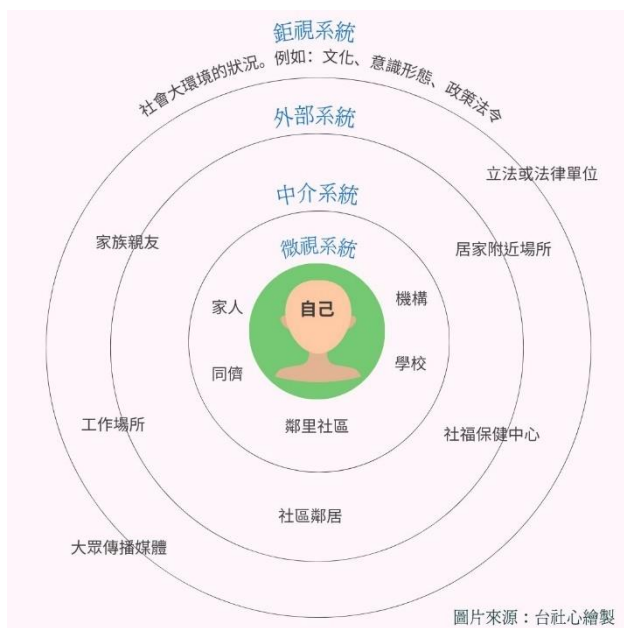 鉅視系統
社會大環境的狀況。例如：文化、意識形態、政策法令
外部系統
立法或法律單位
中介系統
家族親友
居家附近場所
微視系統
自己
家人
機構
同儕
學校
鄰里社區
工作場所
社福保健中心
社區鄰居
大眾傳播媒體
圖片來源：台社心繪製